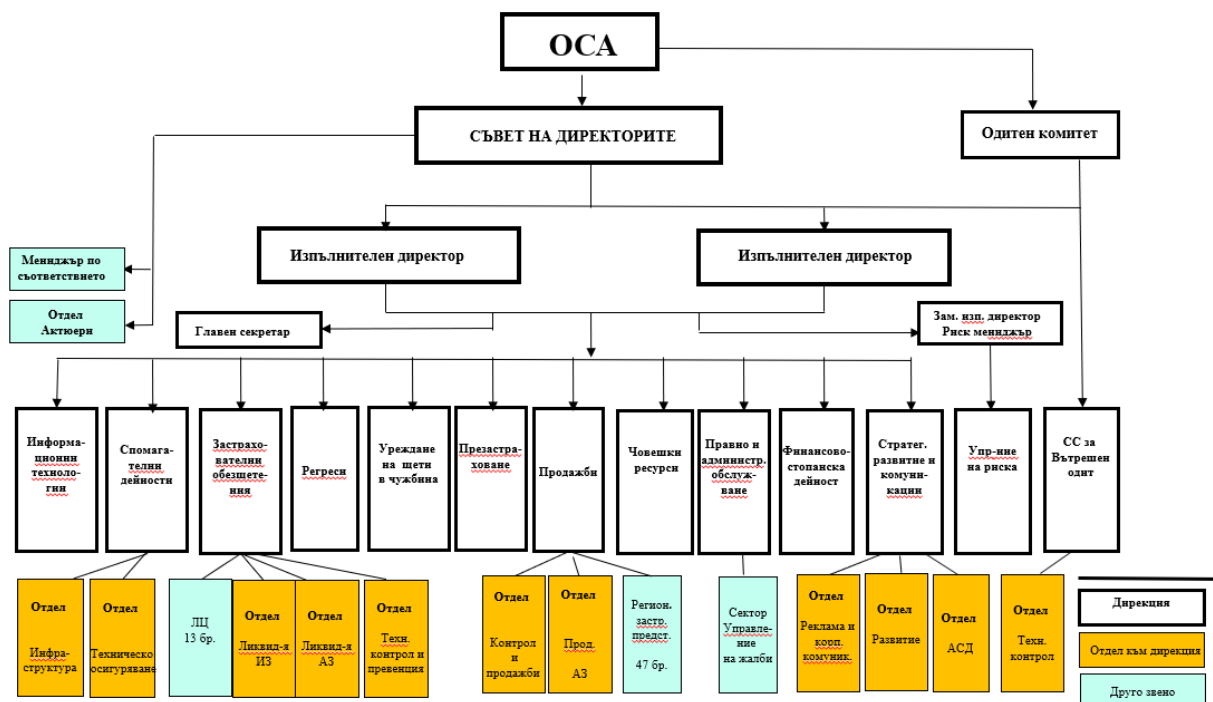 ОСА
СЪВЕТ НА ДИРЕКТОРИТЕ
Одитен комитет
Изпълнителен директор
Изпълнителен директор
Мениджър по
съответствието
Отдел
Актюери
Главен секретар
Зам. изп. директор
Риск мениджър
Информа-
ционни
техноло-
гии
Спомага-
телни
дейности
Застрахо-
вателни
обезщете-
ния
Регреси
Уреждане
на щети
в чужбина
Презастра-
ховане
Продажби
Човешки
ресурси
Правно и
администр.
обслуж-
ване
Финансово-
стопанска
дейност
Стратег.
развитие и
комуни-
кации
Упр-ние
на риска
СС за
Вътрешен
одит
Отдел
Инфра-
структура
Отдел
Техническо
осигуряване
ЛЦ
13 бр.
Отдел
Ликвид-я
ИЗ
Отдел
Ликвид-я
АЗ
Отдел
Техн.
контрол и
превенция
Отдел
Контрол
и
продажби
Отдел
Прод.
АЗ
Регион.
застр.
предст.
47 бр.
Сектор
Управле-
ние
на жалби
Отдел
Реклама и
корп.
комуник.
Отдел
Развитие
Отдел
АСД
Отдел
Техн.
контрол
Дирекция
Отдел към дирекция
Друго звено